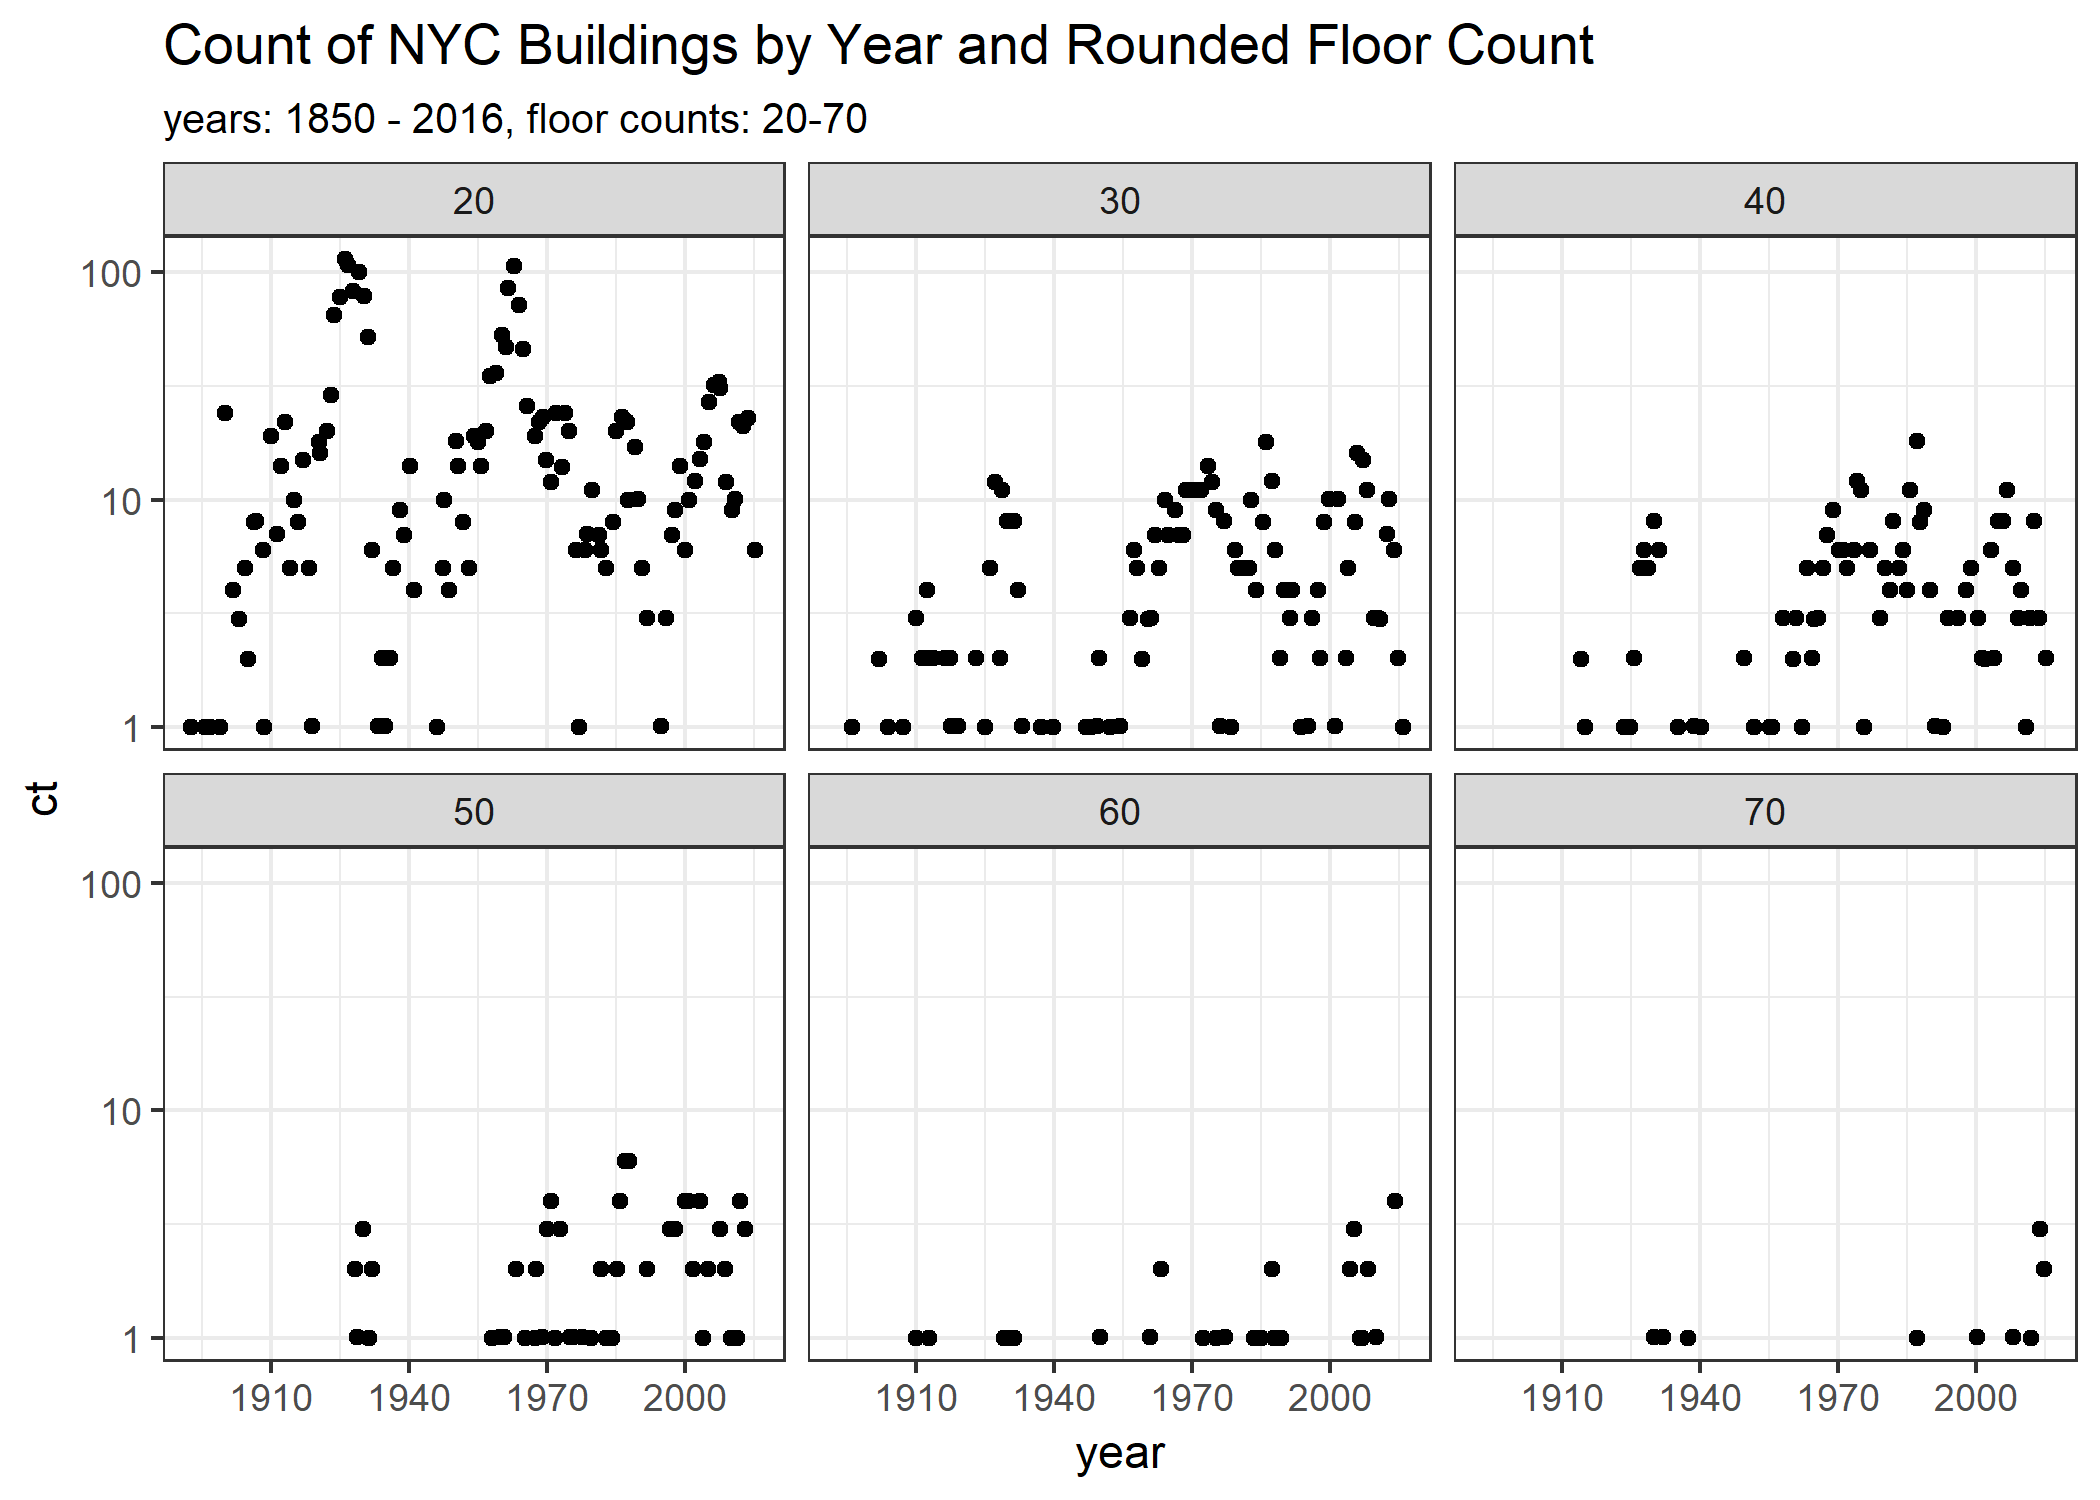 Count of NYC Buildings by Year and Rounded Floor Count
years: 1850 - 2016, floor counts: 20-70
20 30 40
100
10
1
ct
50 60 70
100
10
1
1910 1940 1970 2000 1910 1940 1970 2000 1910 1940 1970 2000
year